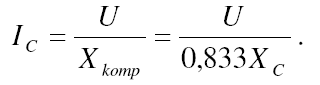 I_C = U / X_komp = U / 0,833X_C .